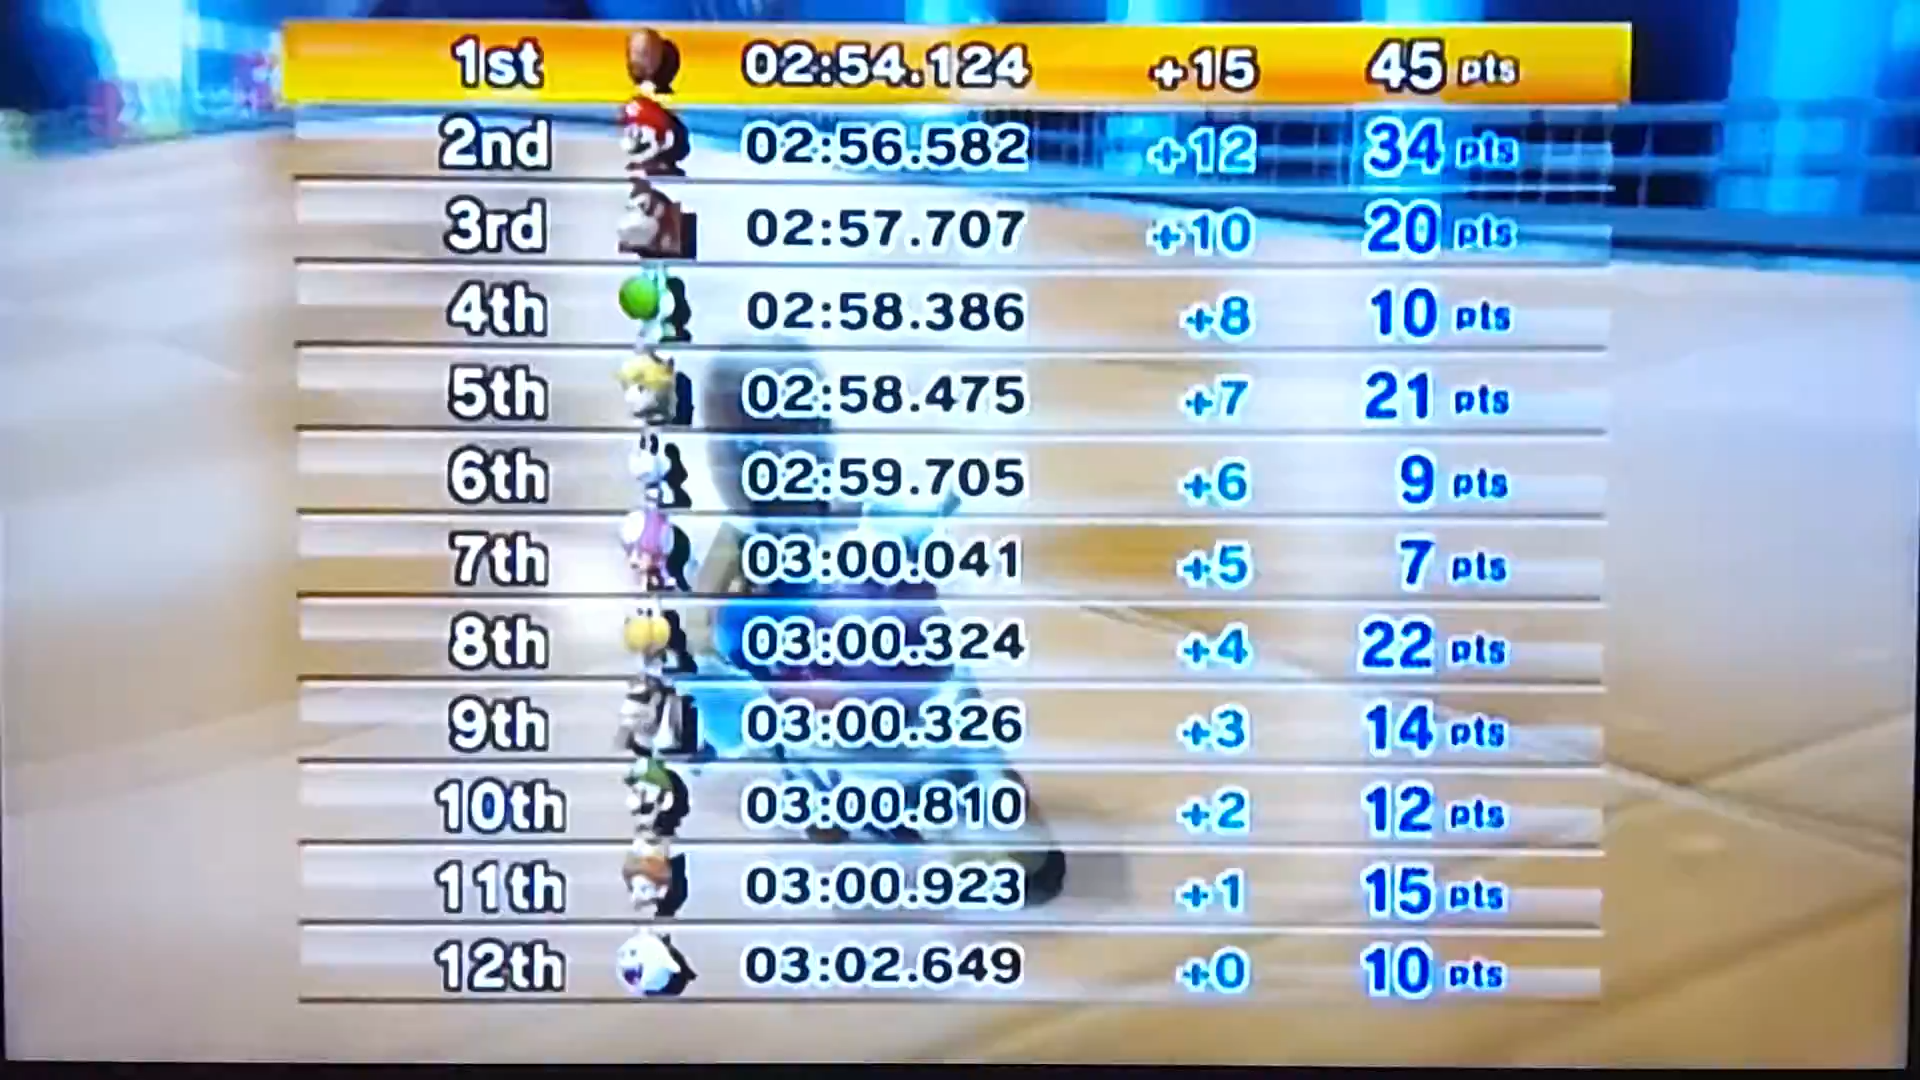 1st 02:54.124 +15 45 pts
2nd 02:56.582 +12 34 pts
3rd 02:57.707 +10 20 pts
4th 02:58.386 +8 10 pts
5th 02:58.475 +7 21 pts
6th 02:59.705 +6 9 pts
7th 03:00.041 +5 7 pts
8th 03:00.324 +4 22 pts
9th 03:00.326 +3 14 pts
10th 03:00.810 +2 12 pts
11th 03:00.923 +1 15 pts
12th 03:02.649 +0 10 pts